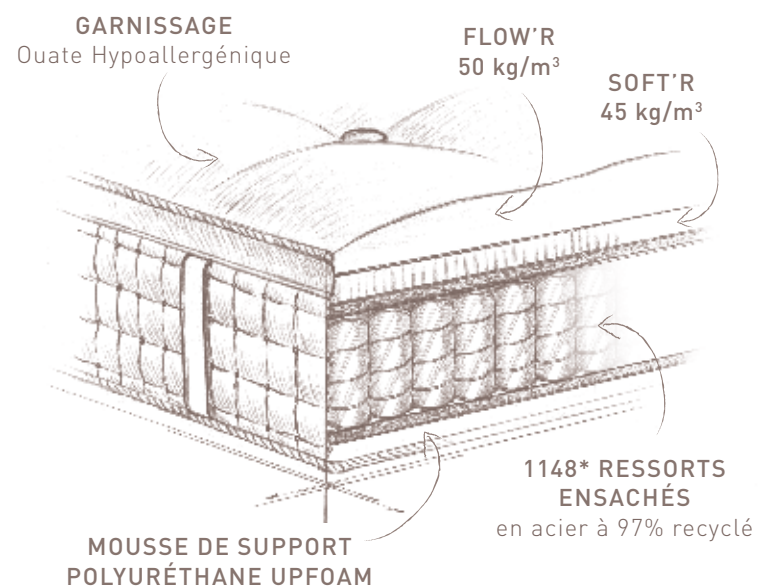 GARNISSAGE
Ouate Hypoallergénique
FLOW'R
50 kg/m³
SOFT'R
45 kg/m³
1148* RESSORTS
ENSACHÉS
en acier à 97% recyclé
MOUSSE DE SUPPORT
POLYURÉTHANE UPFOAM